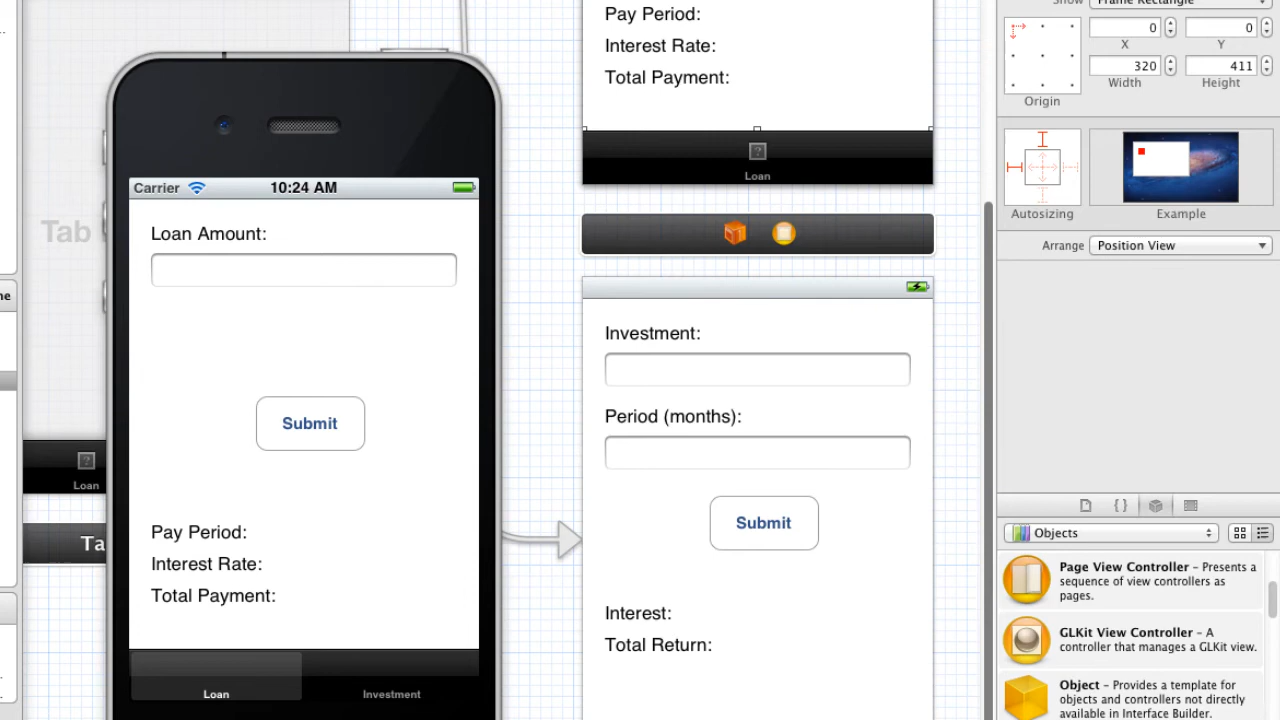 Show Frame Rectangle
Pay Period:
Interest Rate:
Total Payment:
0
0
X
Y
320
411
Width
Height
Origin
Loan
Autosizing
Example
Arrange
Position View
Tab
Carrier
10:24 AM
Loan Amount:
Submit
Pay Period:
Interest Rate:
Total Payment:
Loan
Investment
ne
?
Loan
Ta
?
Investment:
Period (months):
Submit
Interest:
Total Return:
{ }
Objects
Page View Controller – Presents a
sequence of view controllers as
pages.
GLKit View Controller – A
controller that manages a GLKit view.
Object – Provides a template for
objects and controllers not directly
available in Interface Builder.